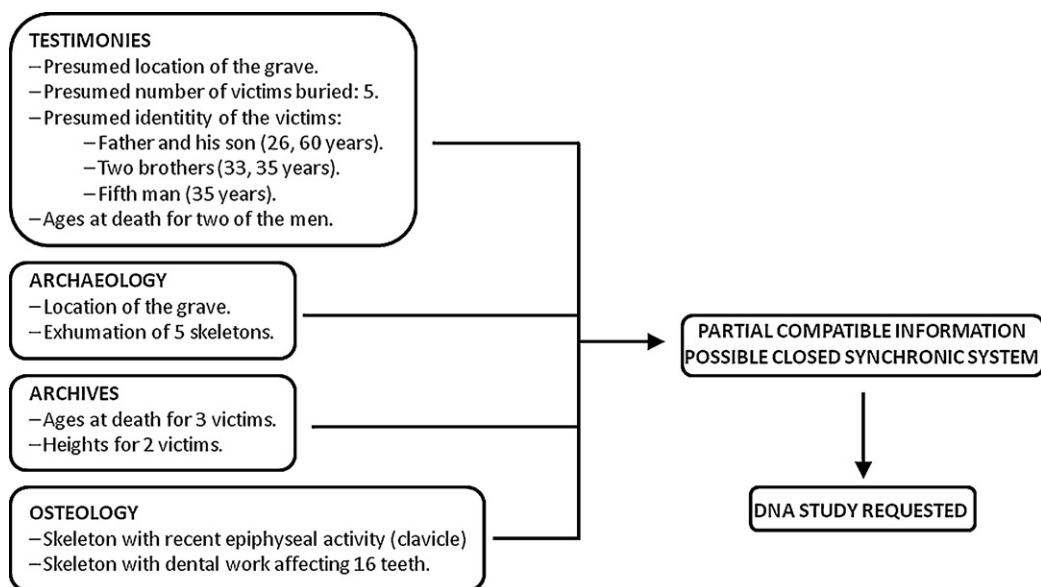 TESTIMONIES
–Presumed location of the grave.
–Presumed number of victims buried: 5.
–Presumed identitity of the victims:
–Father and his son (26, 60 years).
–Two brothers (33, 35 years).
–Fifth man (35 years).
–Ages at death for two of the men.
ARCHAEOLOGY
–Location of the grave.
–Exhumation of 5 skeletons.
ARCHIVES
–Ages at death for 3 victims.
–Heights for 2 victims.
OSTEOLOGY
–Skeleton with recent epiphyseal activity (clavicle)
–Skeleton with dental work affecting 16 teeth.
PARTIAL COMPATIBLE INFORMATION
POSSIBLE CLOSED SYNCHRONIC SYSTEM
DNA STUDY REQUESTED